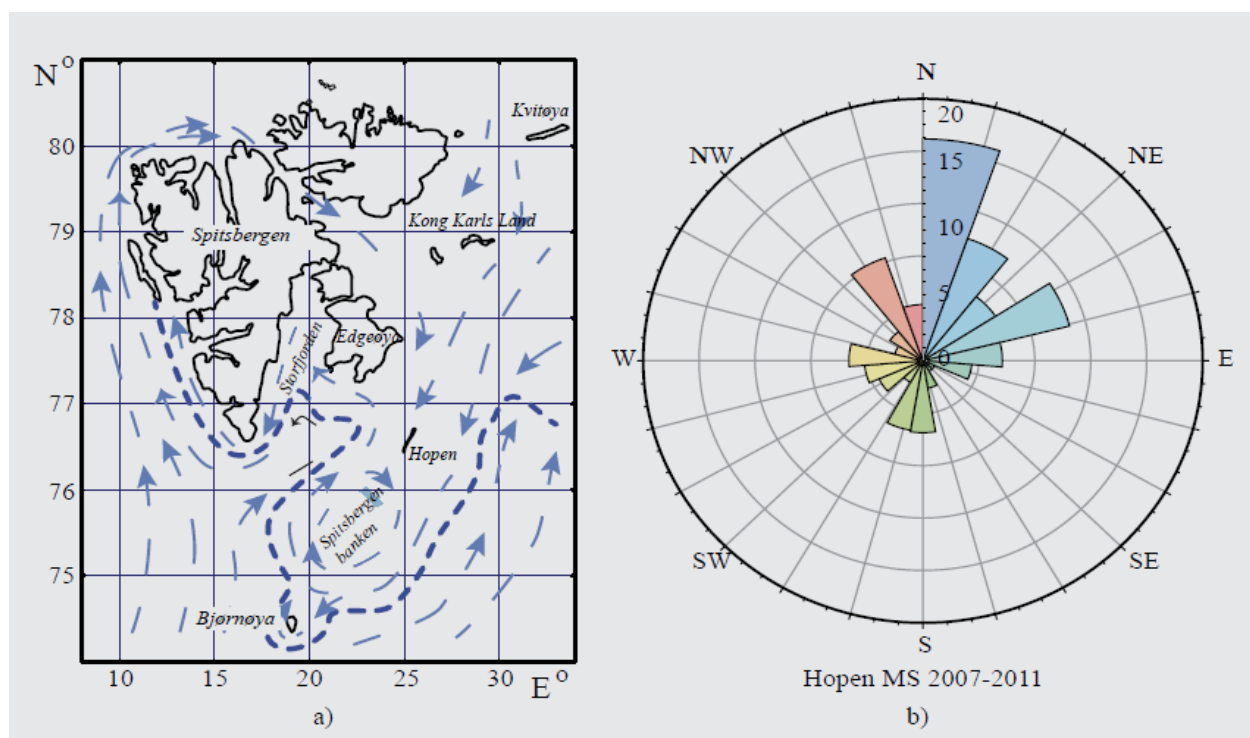 N°
80
79
78
77
76
75
10
15
20
25
30
E°
Kvitøya
Kong Karls Land
Spitsbergen
Storfjorden
Edgeøya
Hopen
Spitsbergen
banken
Bjørnøya
a)
N
NE
E
SE
S
SW
W
NW
20
15
10
5
0
Hopen MS 2007-2011
b)